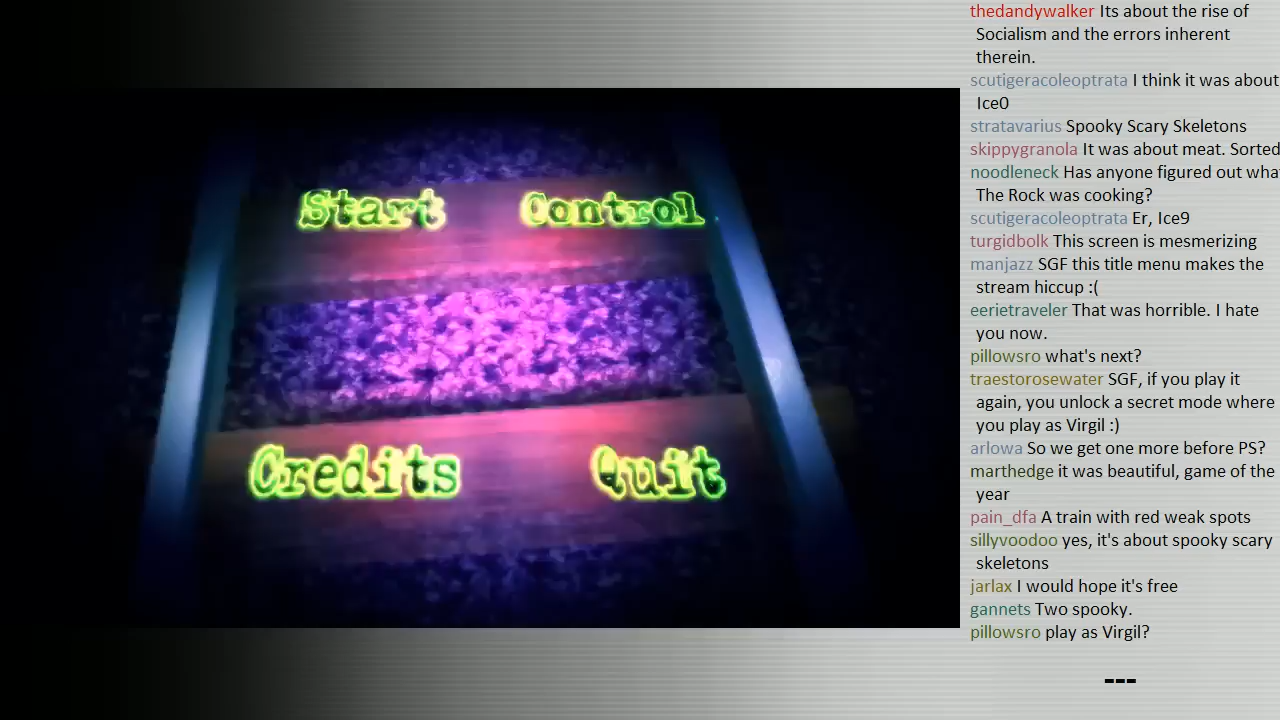 Start Control
Credits Quit
thedandywalker Its about the rise of
Socialism and the errors inherent
therein.
scutigeracoleoptrata I think it was about
Ice0
stratavarius Spooky Scary Skeletons
skippygranola It was about meat. Sorted
noodleneck Has anyone figured out wha
The Rock was cooking?
scutigeracoleoptrata Er, Ice9
turgidbolk This screen is mesmerizing
manjazz SGF this title menu makes the
stream hiccup :(
eerietraveler That was horrible. I hate
you now.
pillowsro what's next?
traestorosewater SGF, if you play it
again, you unlock a secret mode where
you play as Virgil :)
arlowa So we get one more before PS?
marthedge it was beautiful, game of the
year
pain_dfa A train with red weak spots
sillyvoodoo yes, it's about spooky scary
skeletons
jarlax I would hope it's free
gannets Two spooky.
pillowsro play as Virgil?
---